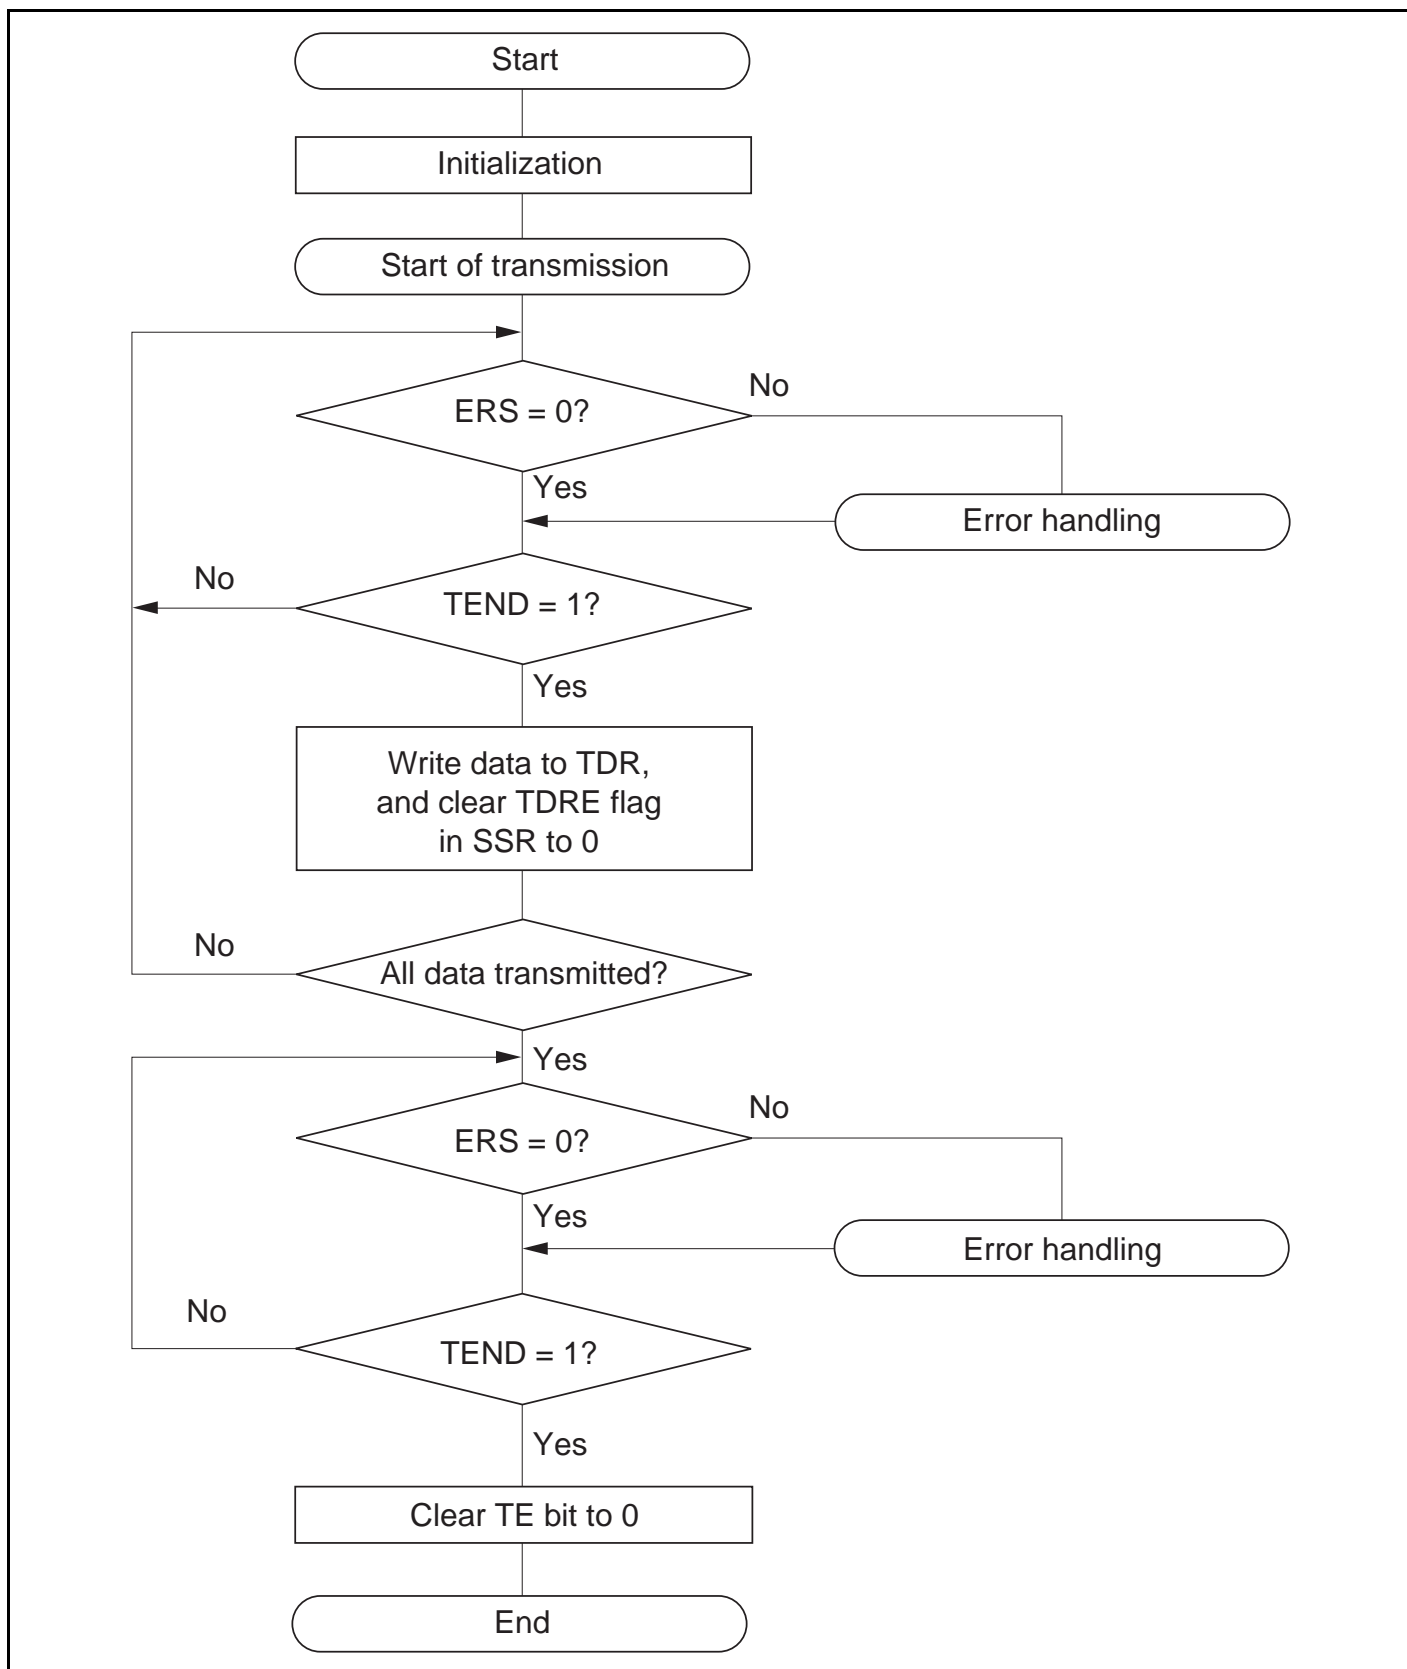 Start
Initialization
Start of transmission
ERS = 0?
No
Yes
Error handling
No
TEND = 1?
Yes
Write data to TDR,
and clear TDRE flag
in SSR to 0
No
All data transmitted?
Yes
ERS = 0?
No
Yes
Error handling
No
TEND = 1?
Yes
Clear TE bit to 0
End